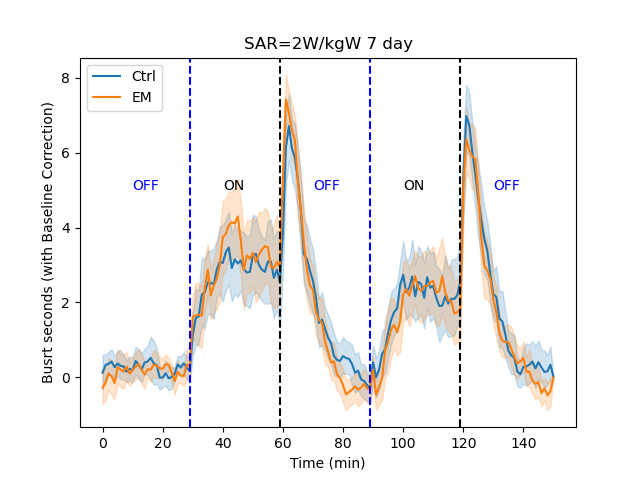 SAR=2W/kgW 7 day
Ctrl
EM
OFF
ON
OFF
ON
OFF
8
6
4
2
0
Busrt seconds (with Baseline Correction)
0 20 40 60 80 100 120 140
Time (min)